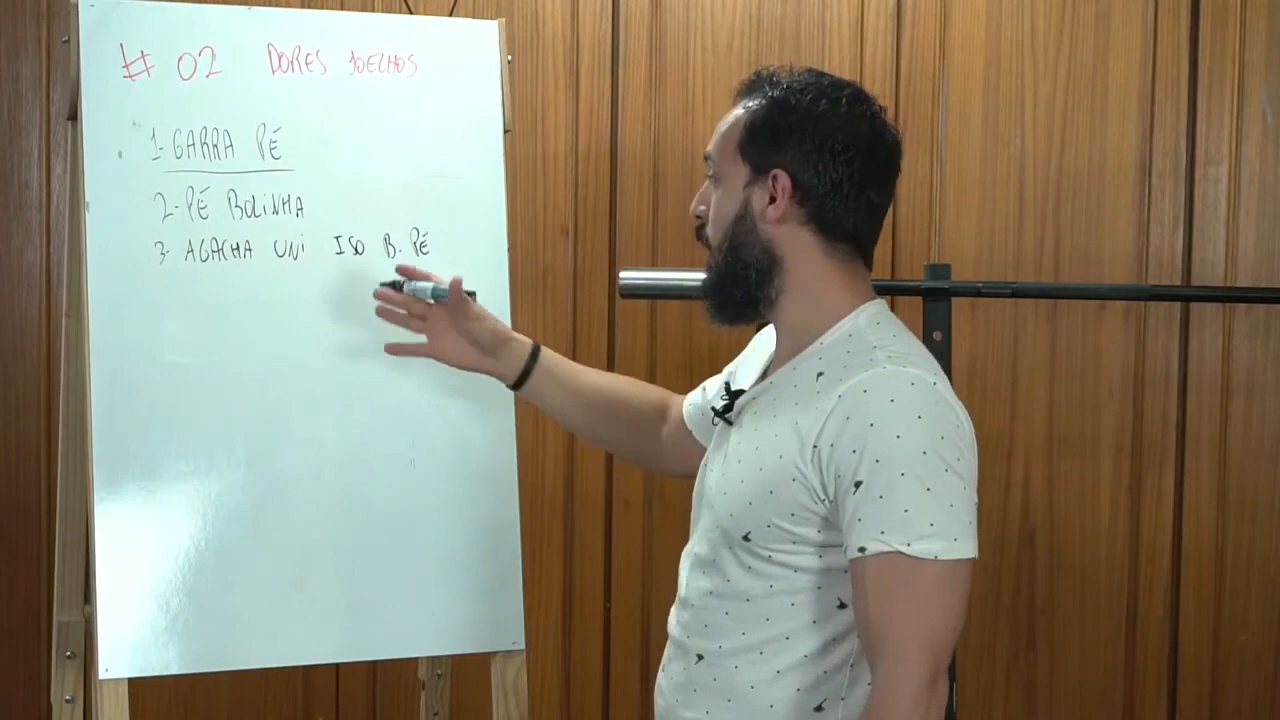 # 02 DORES JOELHOS
1- GARRA PÉ
2- PÉ BOLINHA
3- AGACHA UNI ISO B. PÉ